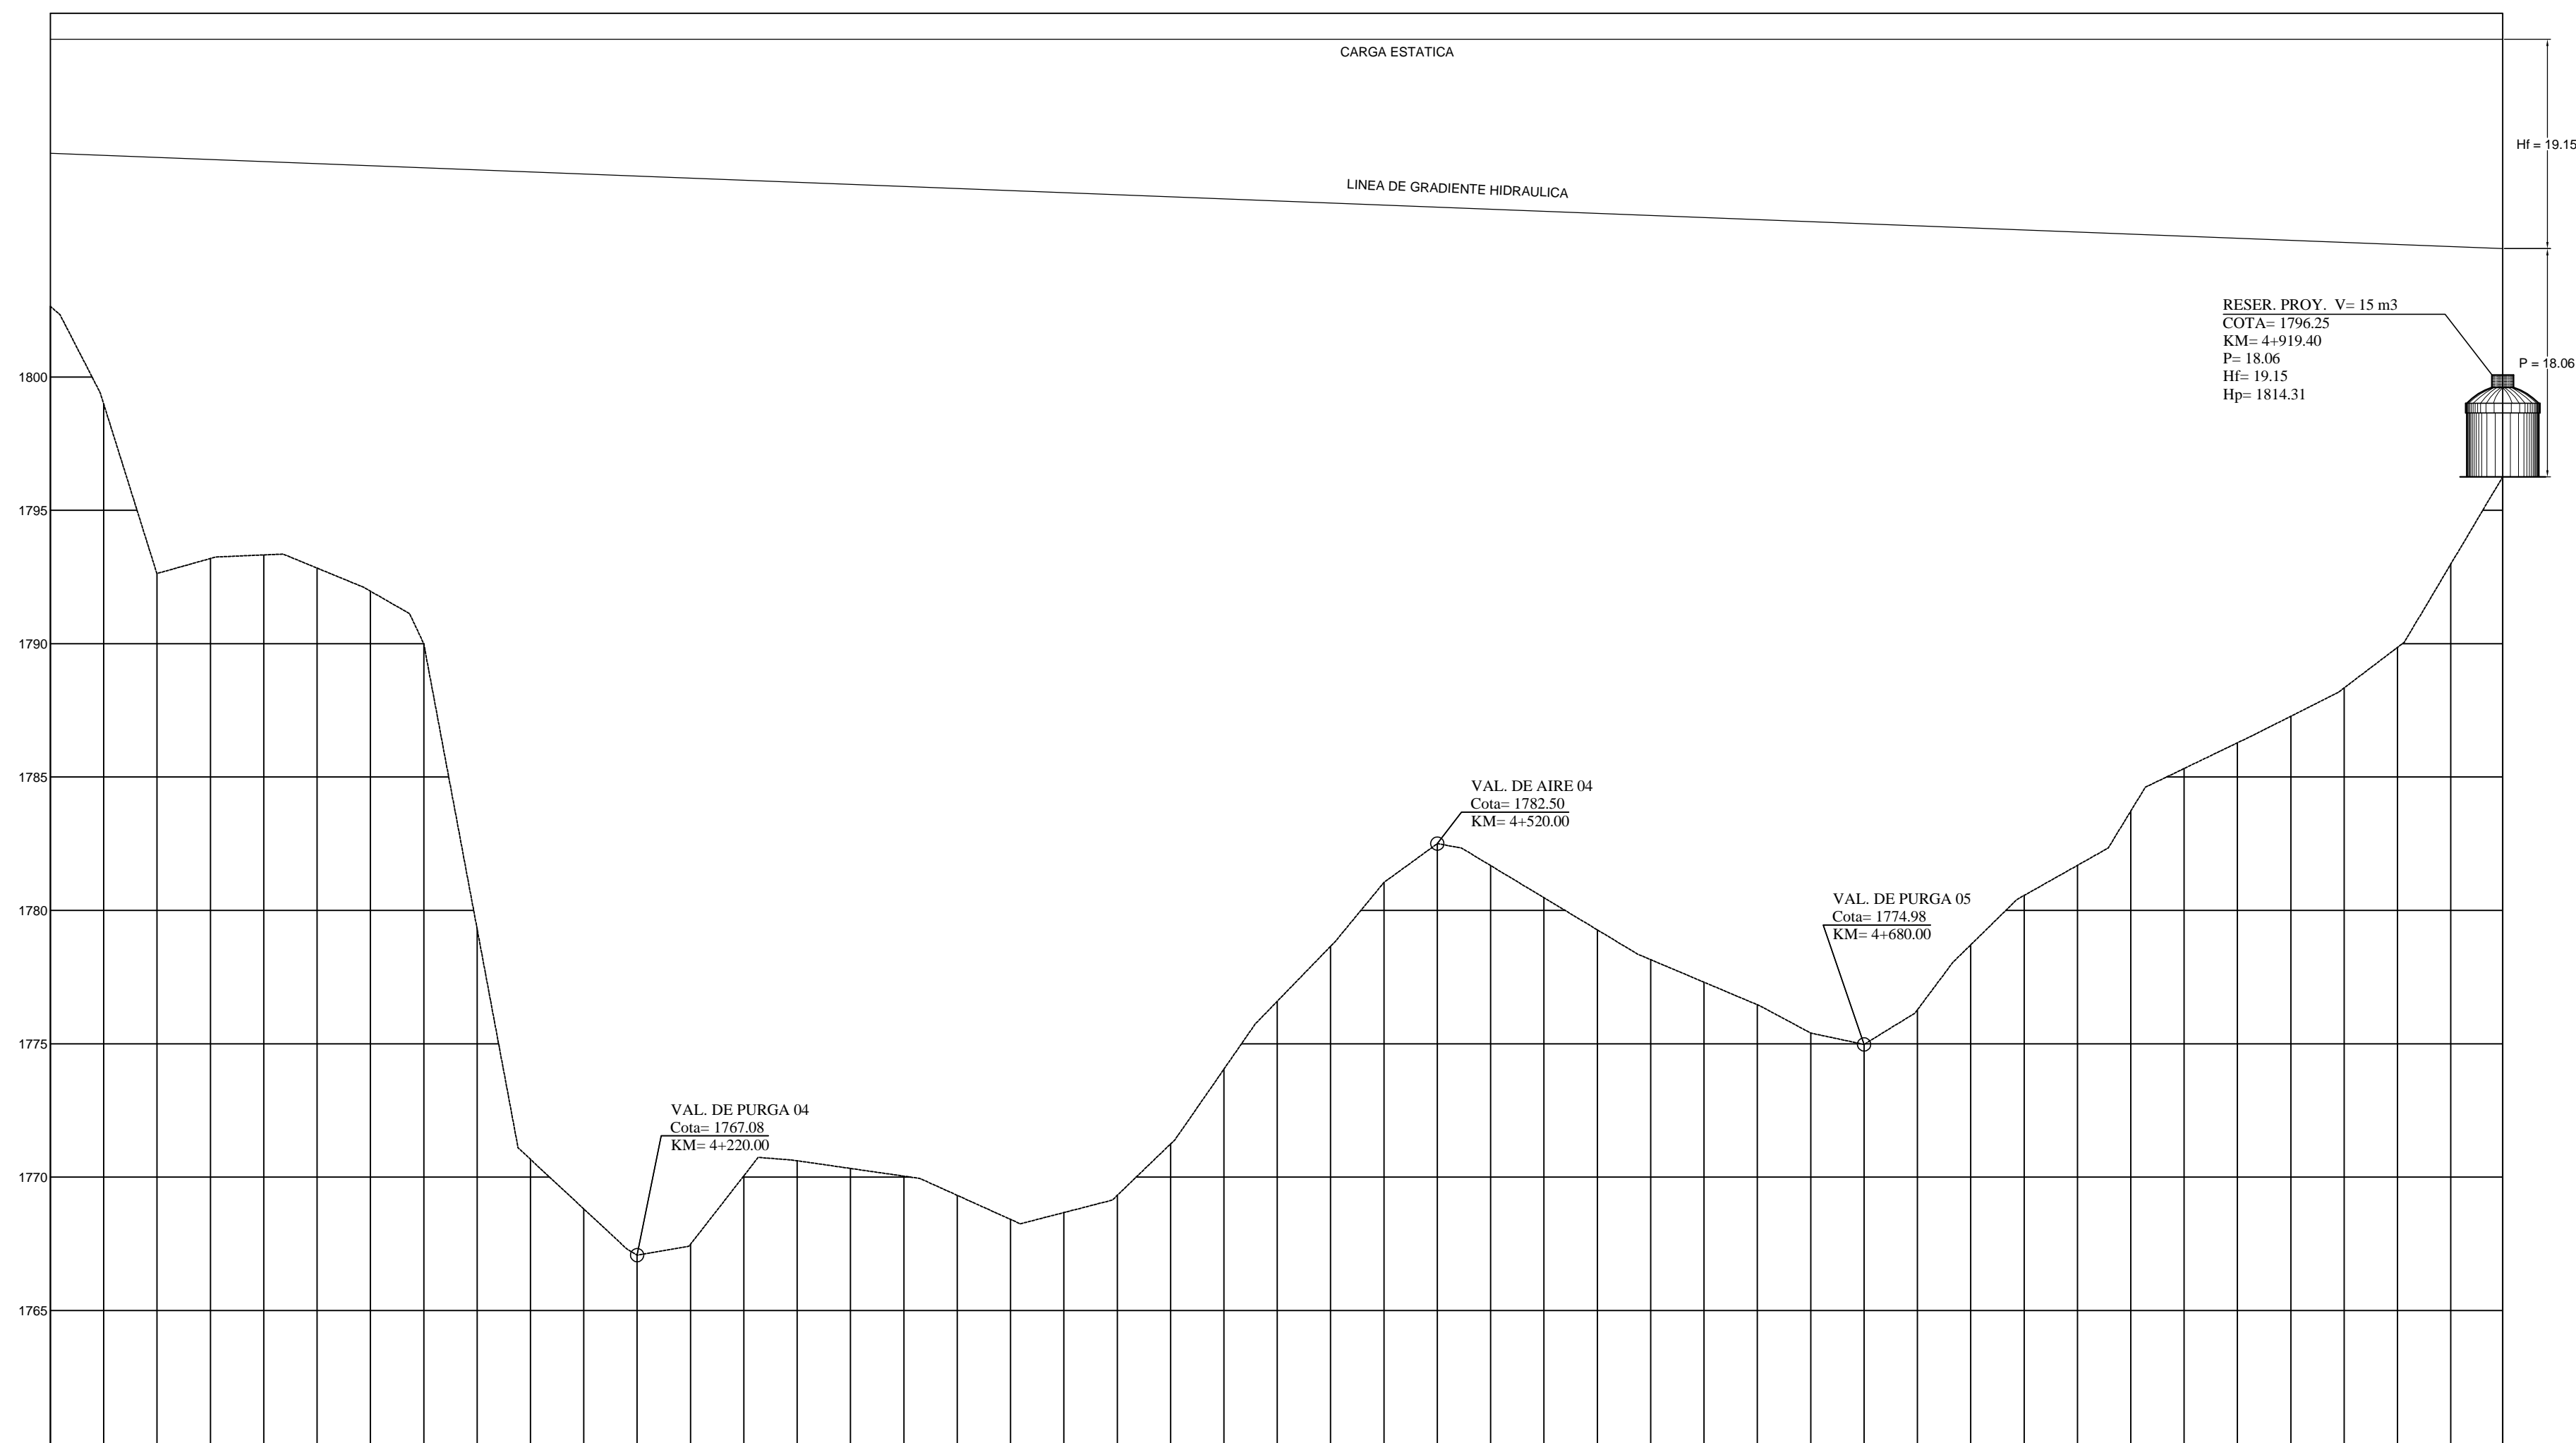 CARGA ESTATICA
Hf = 19.15
LINEA DE GRADIENTE HIDRAULICA
RESER. PROY. V= 15 m3
COTA= 1796.25
KM= 4+919.40
P= 18.06
Hf= 19.15
Hp= 1814.31
P = 18.06
1800
1795
1790
1785
VAL. DE AIRE 04
Cota= 1782.50
KM= 4+520.00
1780
VAL. DE PURGA 05
Cota= 1774.98
KM= 4+680.00
1775
VAL. DE PURGA 04
Cota= 1767.08
KM= 4+220.00
1770
1765